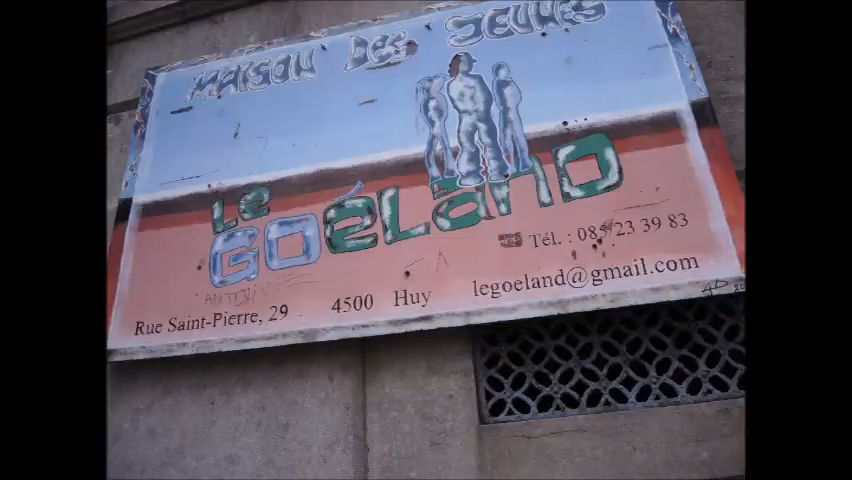 MAISON DES JEUNES
Le
Goéland
Tél. : 085 23 39 83
Rue Saint-Pierre, 29 4500 Huy legoeland@gmail.com